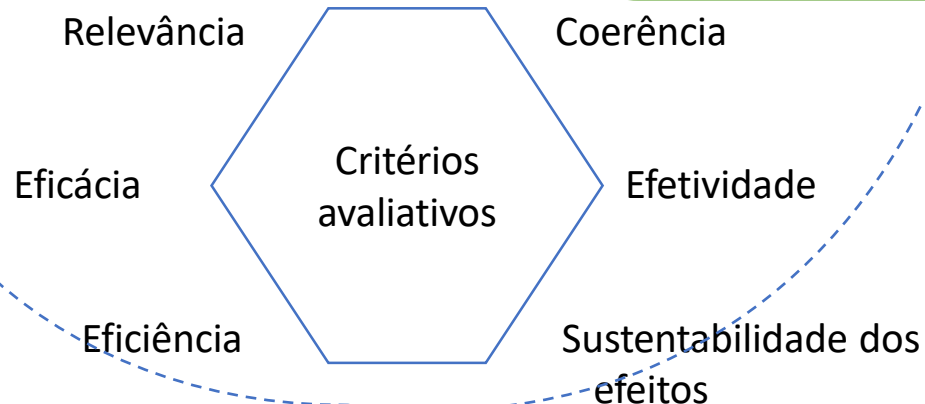 Relevância
Coerência
Critérios
avaliativos
Eficácia
Efetividade
Eficiência
Sustentabilidade dos
efeitos